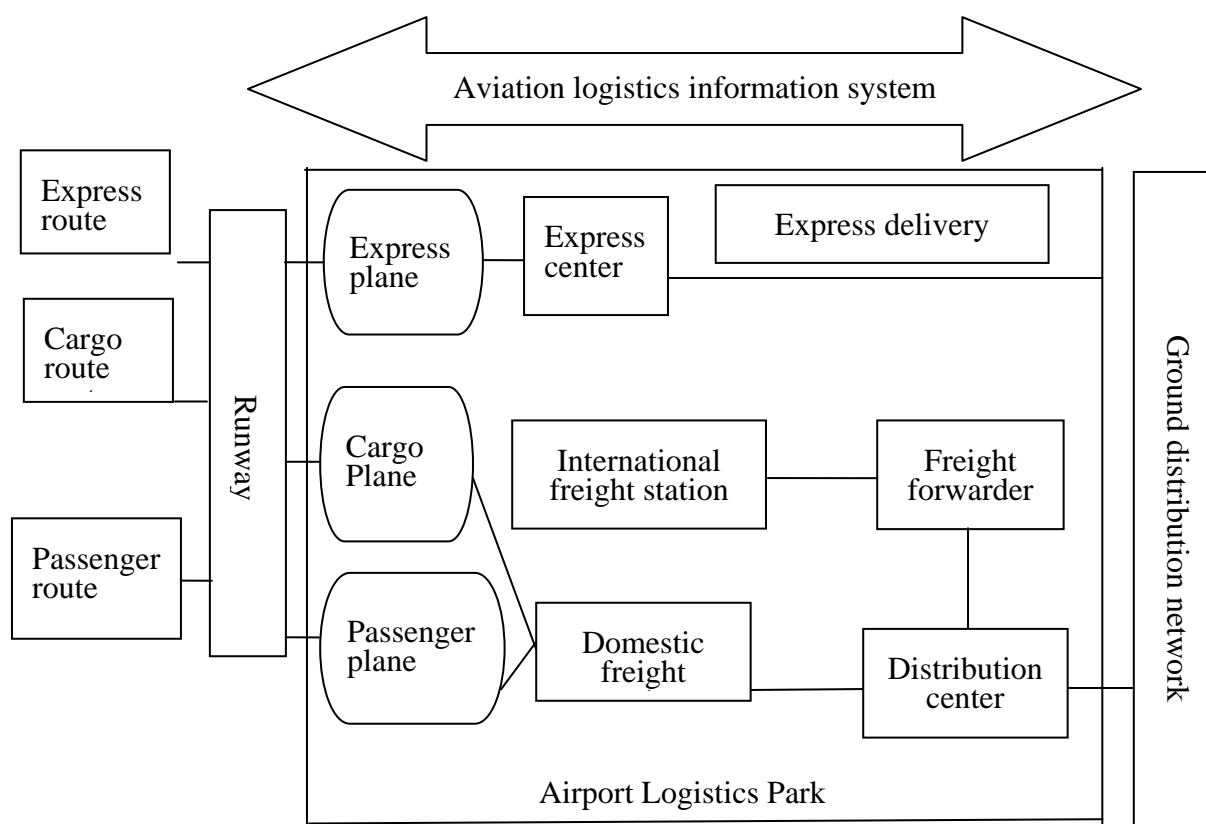 Aviation logistics information system
Express
route
Cargo
route
Passenger
route
Runway
Express
plane
Express
center
Express delivery
Cargo
Plane
International
freight station
Freight
forwarder
Passenger
plane
Domestic
freight
Distribution
center
Airport Logistics Park
Ground distribution network